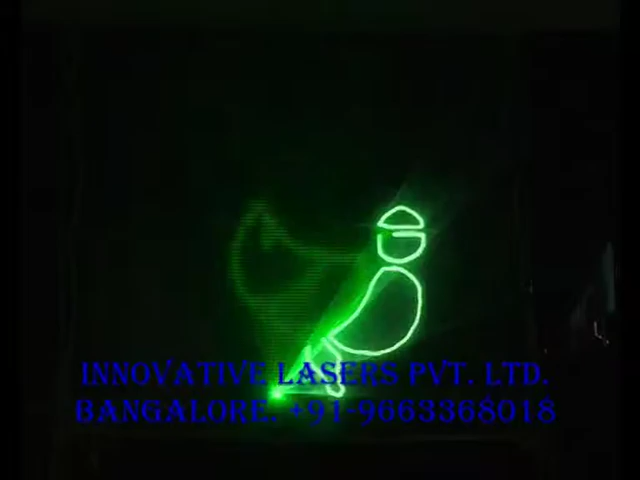 INNOVATIVE LASERS PVT. LTD.
BANGALORE. +91-9663368018